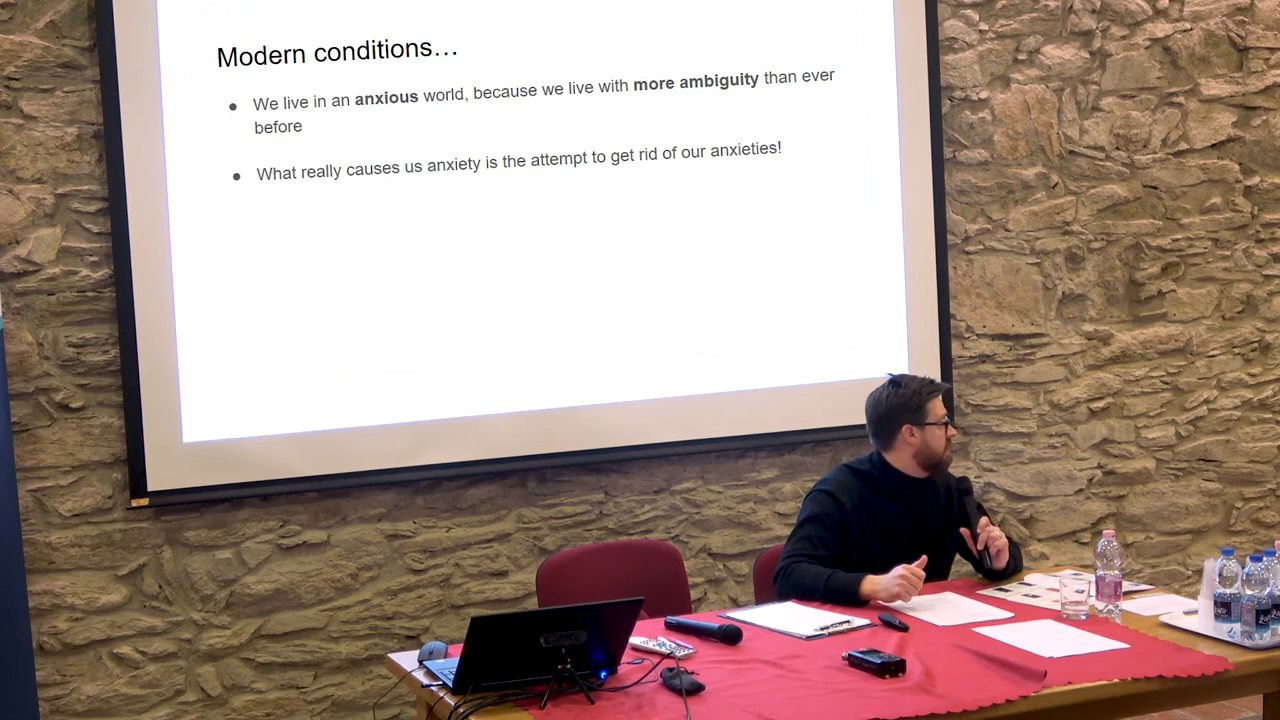 Modern conditions…
● We live in an anxious world, because we live with more ambiguity than ever
before
● What really causes us anxiety is the attempt to get rid of our anxieties!